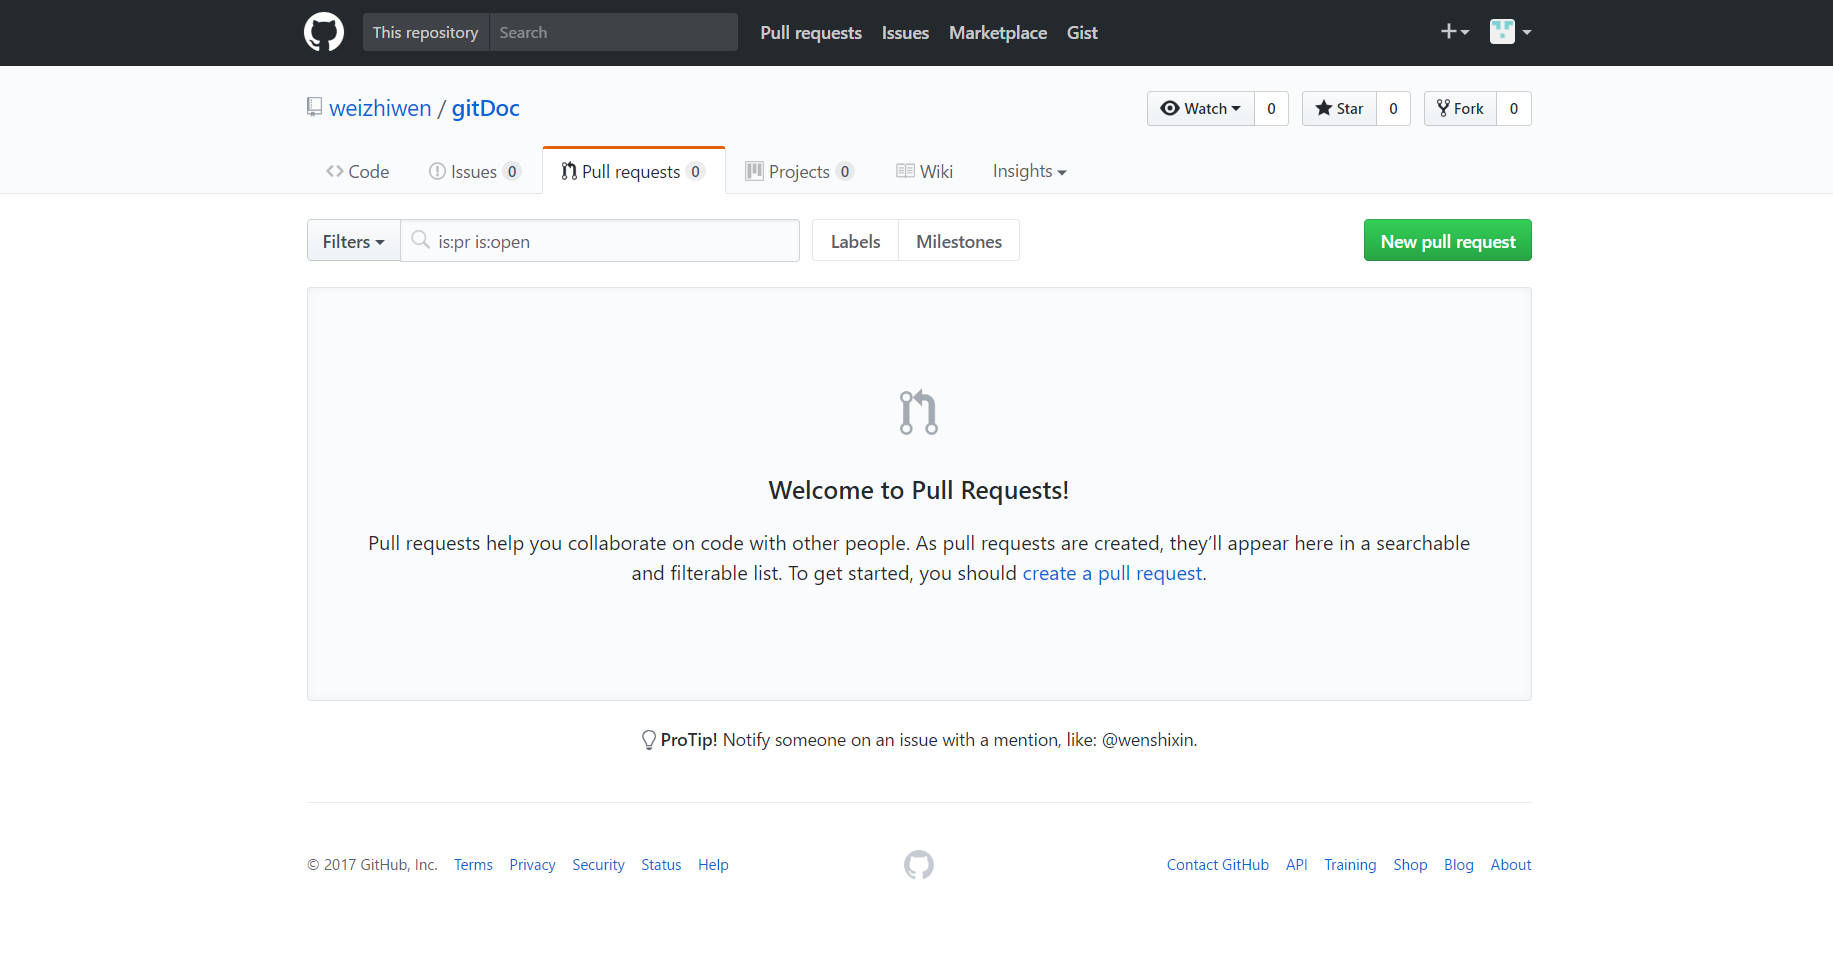 This repository Search Pull requests Issues Marketplace Gist
weizhiwen / gitDoc Watch 0 Star 0 Fork 0
Code Issues 0 Pull requests 0 Projects 0 Wiki Insights
Filters is:pr is:open Labels Milestones New pull request
Welcome to Pull Requests!
Pull requests help you collaborate on code with other people. As pull requests are created, they’ll appear here in a searchable
and filterable list. To get started, you should create a pull request.
ProTip! Notify someone on an issue with a mention, like: @wenshixin.
© 2017 GitHub, Inc. Terms Privacy Security Status Help Contact GitHub API Training Shop Blog About